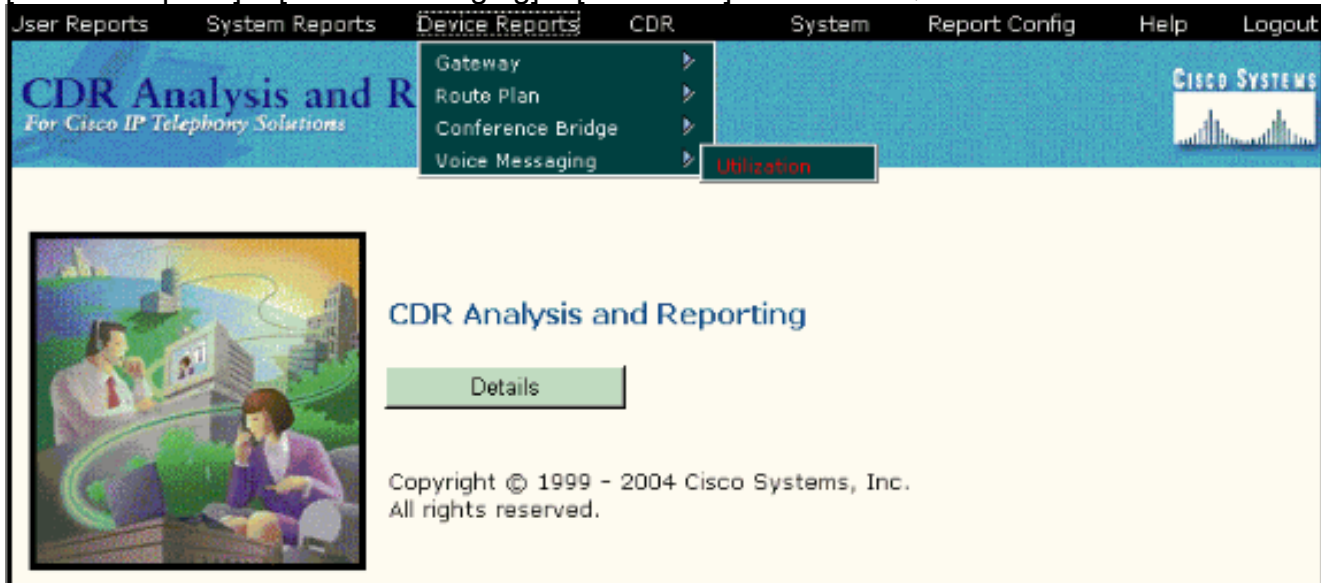 User Reports System Reports Device Reports CDR System Report Config Help Logout
Gateway
Route Plan
Conference Bridge
Voice Messaging
Utilization
CDR Analysis and R
For Cisco IP Telephony Solutions
CISCO SYSTEMS
CDR Analysis and Reporting
Details
Copyright © 1999 - 2004 Cisco Systems, Inc.
All rights reserved.